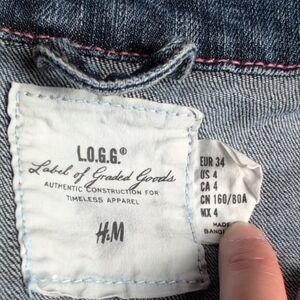 L.O.G.G.®
Label of Graded Goods
AUTHENTIC CONSTRUCTION FOR
TIMELESS APPAREL
H&M
EUR 34
US 4
CA 4
CN 160/80A
MX 4
MADE